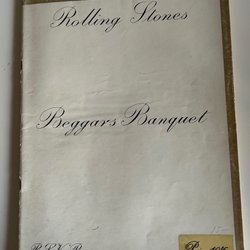 Rolling Stones
Beggars Banquet
R.S.V.P.